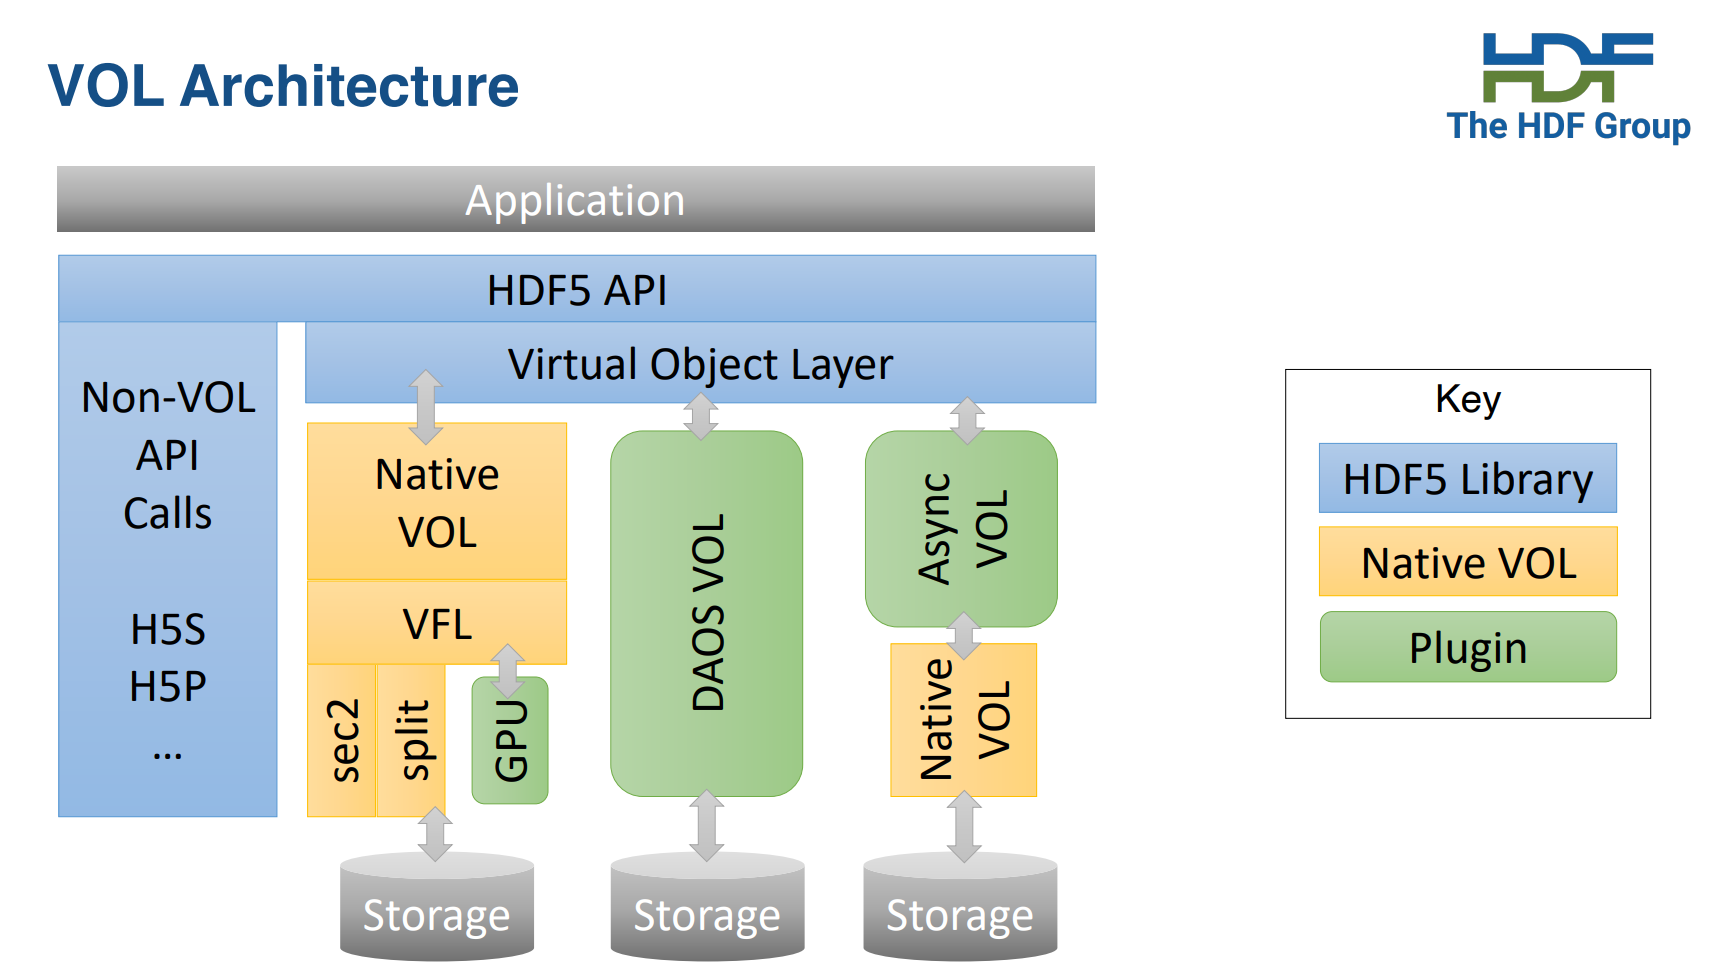 VOL Architecture
HDF
The HDF Group
Application
HDF5 API
Virtual Object Layer
Non-VOL
API
Calls
H5S
H5P
...
Native
VOL
VFL
sec2
split
GPU
DAOS VOL
Async
VOL
Native
VOL
Storage
Storage
Storage
Key
HDF5 Library
Native VOL
Plugin